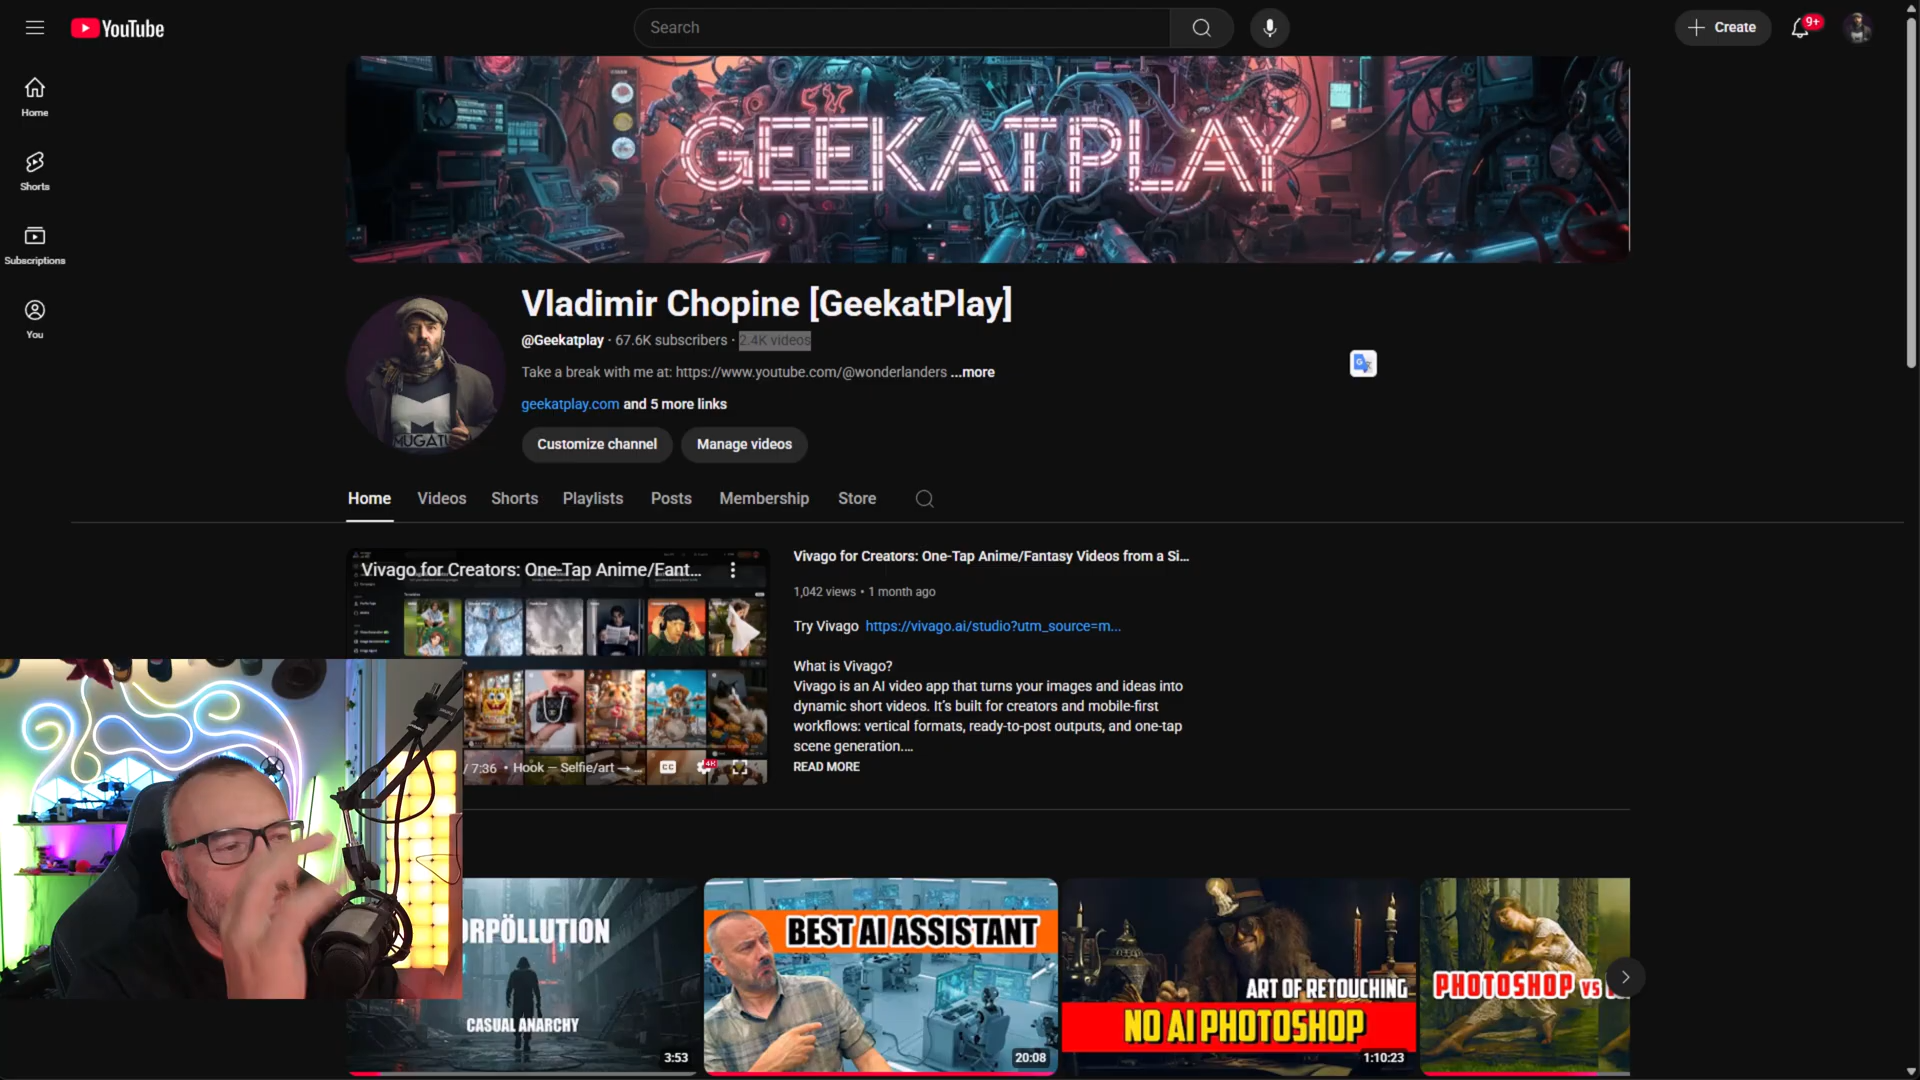 YouTube
Search
Create
9+
Home
Shorts
Subscriptions
You
GEEKATPLAY
Vladimir Chopine [GeekatPlay]
@Geekatplay · 67.6K subscribers · 2.4K videos
Take a break with me at: https://www.youtube.com/@wonderlanders ...more
geekatplay.com and 5 more links
Customize channel
Manage videos
MUGATU
Home
Videos
Shorts
Playlists
Posts
Membership
Store
Vivago for Creators: One-Tap Anime/Fant...
/ 7:36 • Hook — Selfie/art → ...
CC
4K
Vivago for Creators: One-Tap Anime/Fantasy Videos from a Si...
1,042 views • 1 month ago
Try Vivago https://vivago.ai/studio?utm_source=m...
What is Vivago?
Vivago is an AI video app that turns your images and ideas into
dynamic short videos. It's built for creators and mobile-first
workflows: vertical formats, ready-to-post outputs, and one-tap
scene generation....
READ MORE
ORPÖLLUTION
CASUAL ANARCHY
3:53
BEST AI ASSISTANT
20:08
ART OF RETOUCHING
NO AI PHOTOSHOP
1:10:23
PHOTOSHOP VS